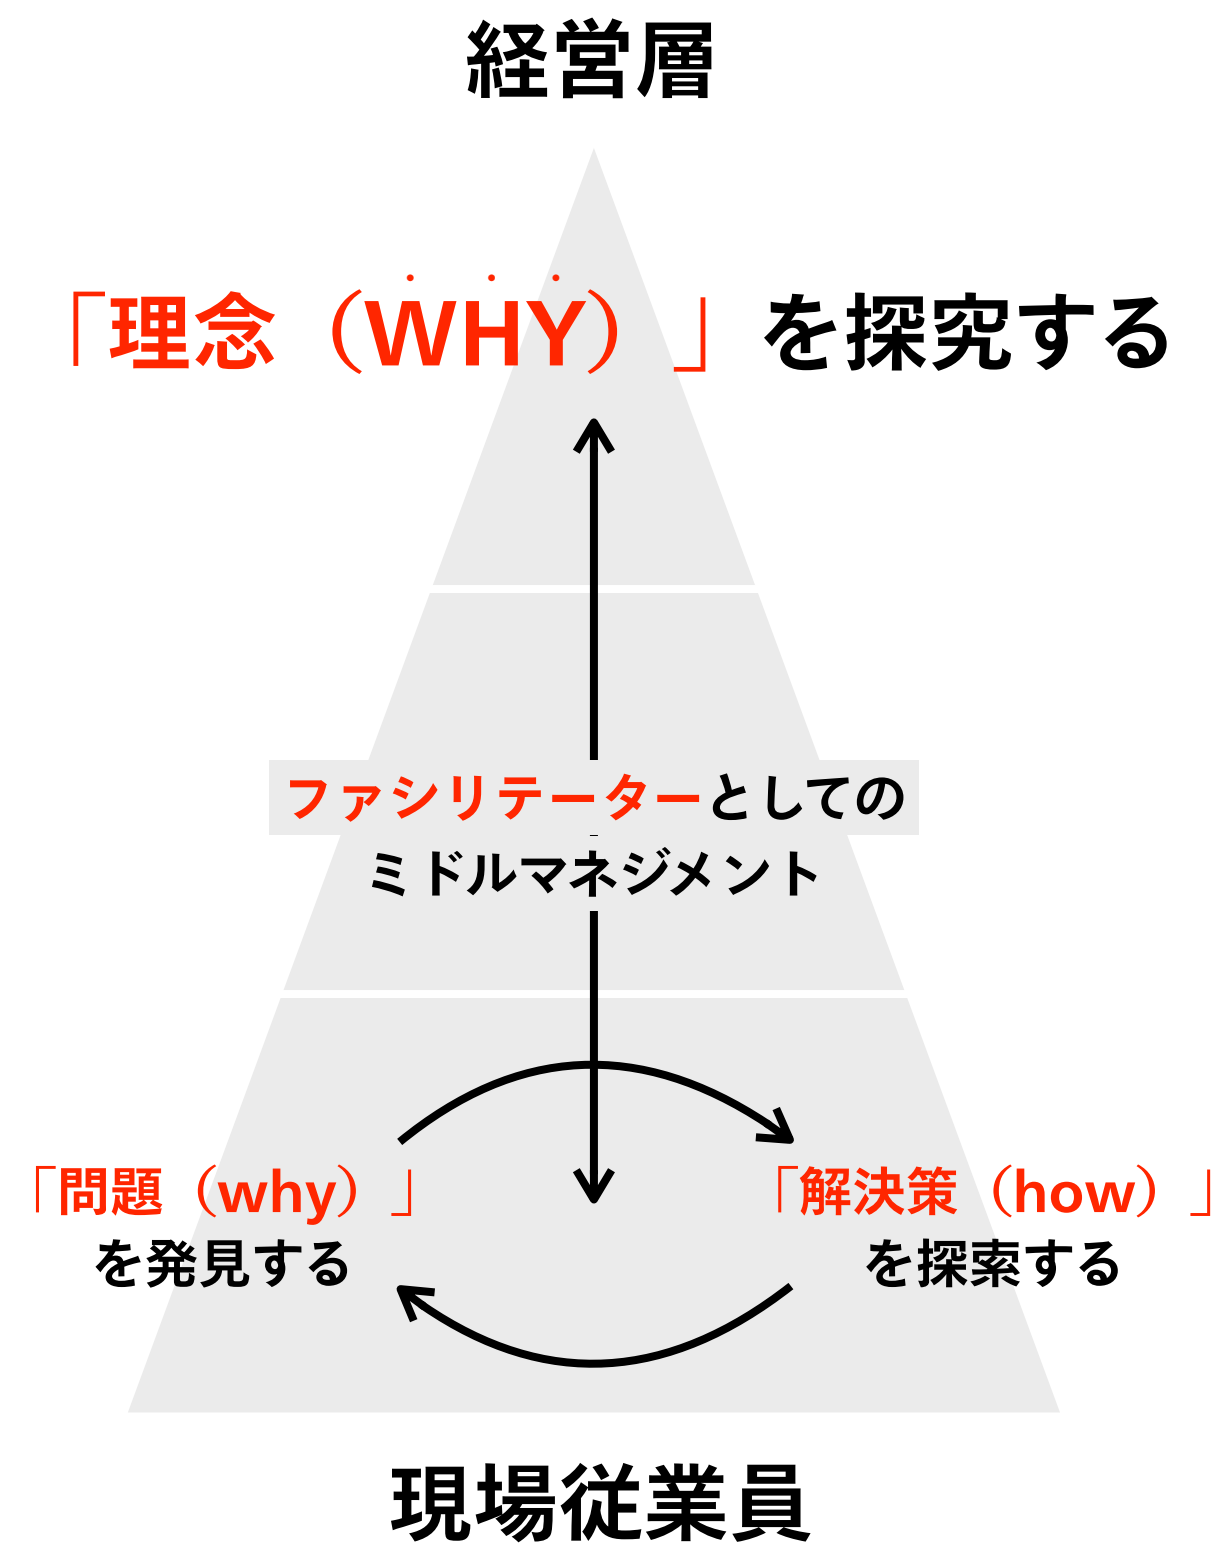 経営層
「理念（WHY）」を探究する
ファシリテーターとしての
ミドルマネジメント
「問題（why）」
を発見する
「解決策（how）」
を探索する
現場従業員